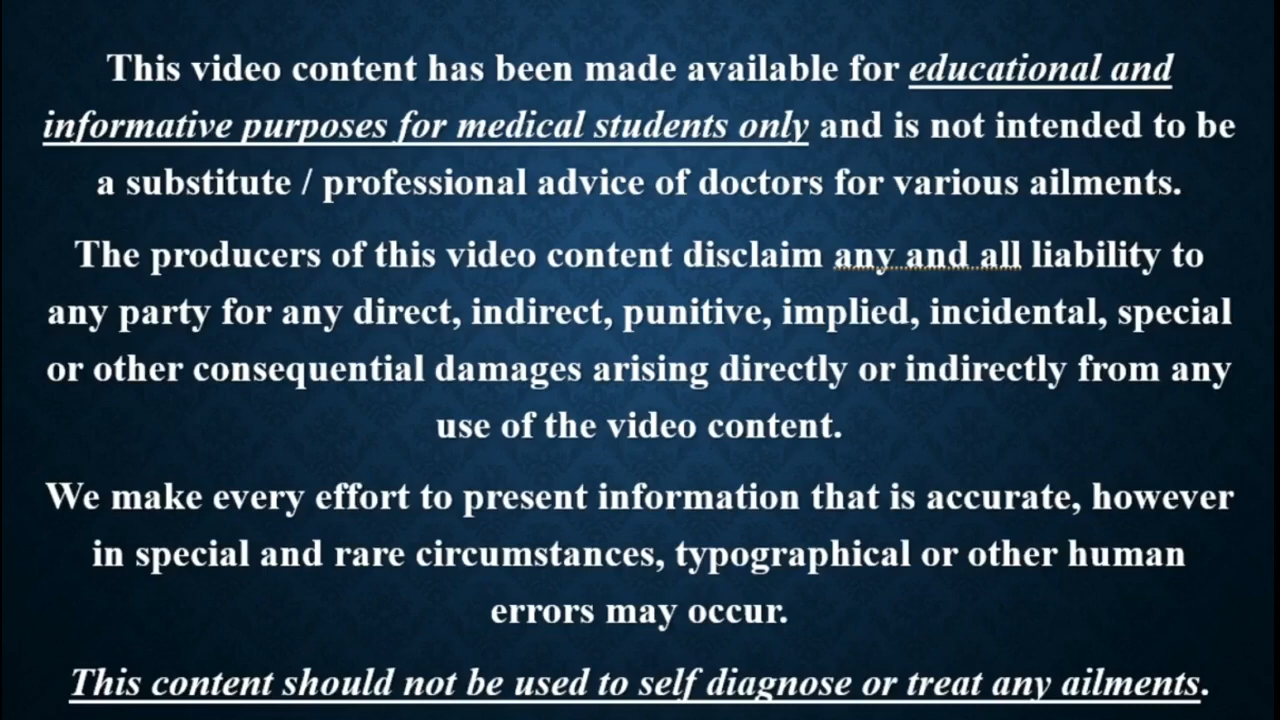 This video content has been made available for educational and
informative purposes for medical students only and is not intended to be
a substitute / professional advice of doctors for various ailments.
The producers of this video content disclaim any and all liability to
any party for any direct, indirect, punitive, implied, incidental, special
or other consequential damages arising directly or indirectly from any
use of the video content.
We make every effort to present information that is accurate, however
in special and rare circumstances, typographical or other human
errors may occur.
This content should not be used to self diagnose or treat any ailments.